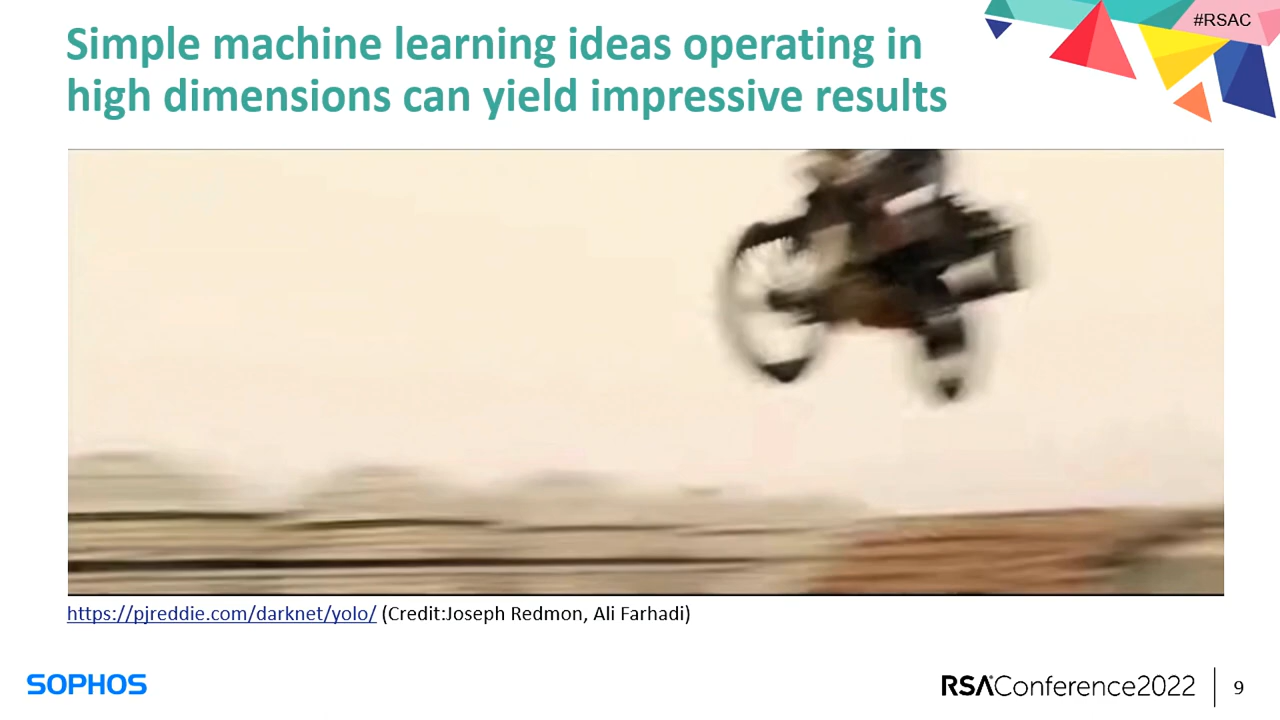 #RSAC
Simple machine learning ideas operating in
high dimensions can yield impressive results
https://pjreddie.com/darknet/yolo/ (Credit:Joseph Redmon, Ali Farhadi)
SOPHOS
RSAConference2022
9